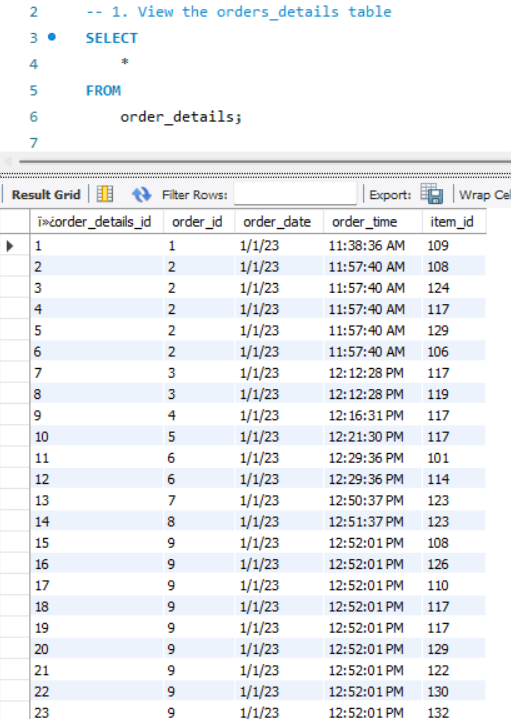 2 -- 1. View the orders_details table
3 SELECT
4 *
5 FROM
6 order_details;
7
Result Grid Filter Rows: Export: Wrap Cel
ï»¿order_details_id order_id order_date order_time item_id
1 1 1/1/23 11:38:36 AM 109
2 2 1/1/23 11:57:40 AM 108
3 2 1/1/23 11:57:40 AM 124
4 2 1/1/23 11:57:40 AM 117
5 2 1/1/23 11:57:40 AM 129
6 2 1/1/23 11:57:40 AM 106
7 3 1/1/23 12:12:28 PM 117
8 3 1/1/23 12:12:28 PM 119
9 4 1/1/23 12:16:31 PM 117
10 5 1/1/23 12:21:30 PM 117
11 6 1/1/23 12:29:36 PM 101
12 6 1/1/23 12:29:36 PM 114
13 7 1/1/23 12:50:37 PM 123
14 8 1/1/23 12:51:37 PM 123
15 9 1/1/23 12:52:01 PM 108
16 9 1/1/23 12:52:01 PM 126
17 9 1/1/23 12:52:01 PM 110
18 9 1/1/23 12:52:01 PM 117
19 9 1/1/23 12:52:01 PM 117
20 9 1/1/23 12:52:01 PM 129
21 9 1/1/23 12:52:01 PM 122
22 9 1/1/23 12:52:01 PM 130
23 9 1/1/23 12:52:01 PM 132